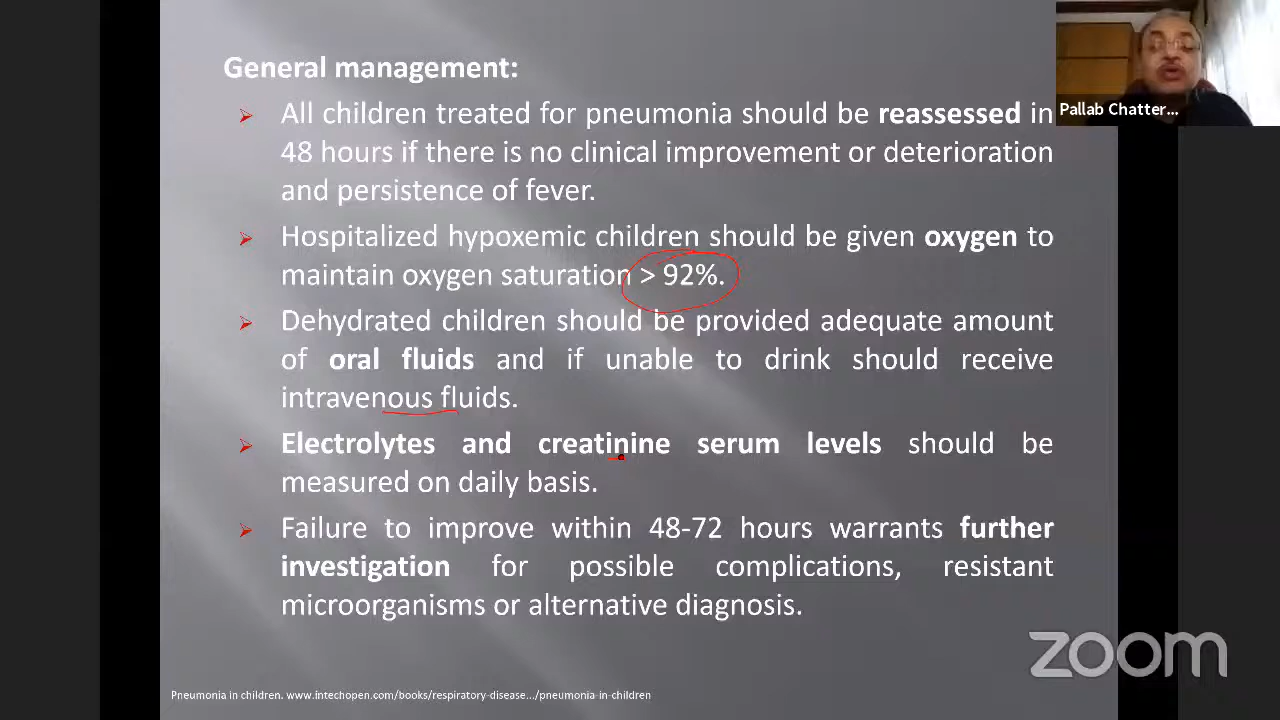 General management:
All children treated for pneumonia should be reassessed in
48 hours if there is no clinical improvement or deterioration
and persistence of fever.
Hospitalized hypoxemic children should be given oxygen to
maintain oxygen saturation > 92%.
Dehydrated children should be provided adequate amount
of oral fluids and if unable to drink should receive
intravenous fluids.
Electrolytes and creatinine serum levels should be
measured on daily basis.
Failure to improve within 48-72 hours warrants further
investigation for possible complications, resistant
microorganisms or alternative diagnosis.
Pneumonia in children. www.intechopen.com/books/respiratory-disease.../pneumonia-in-children
Pallab Chatter...
zoom